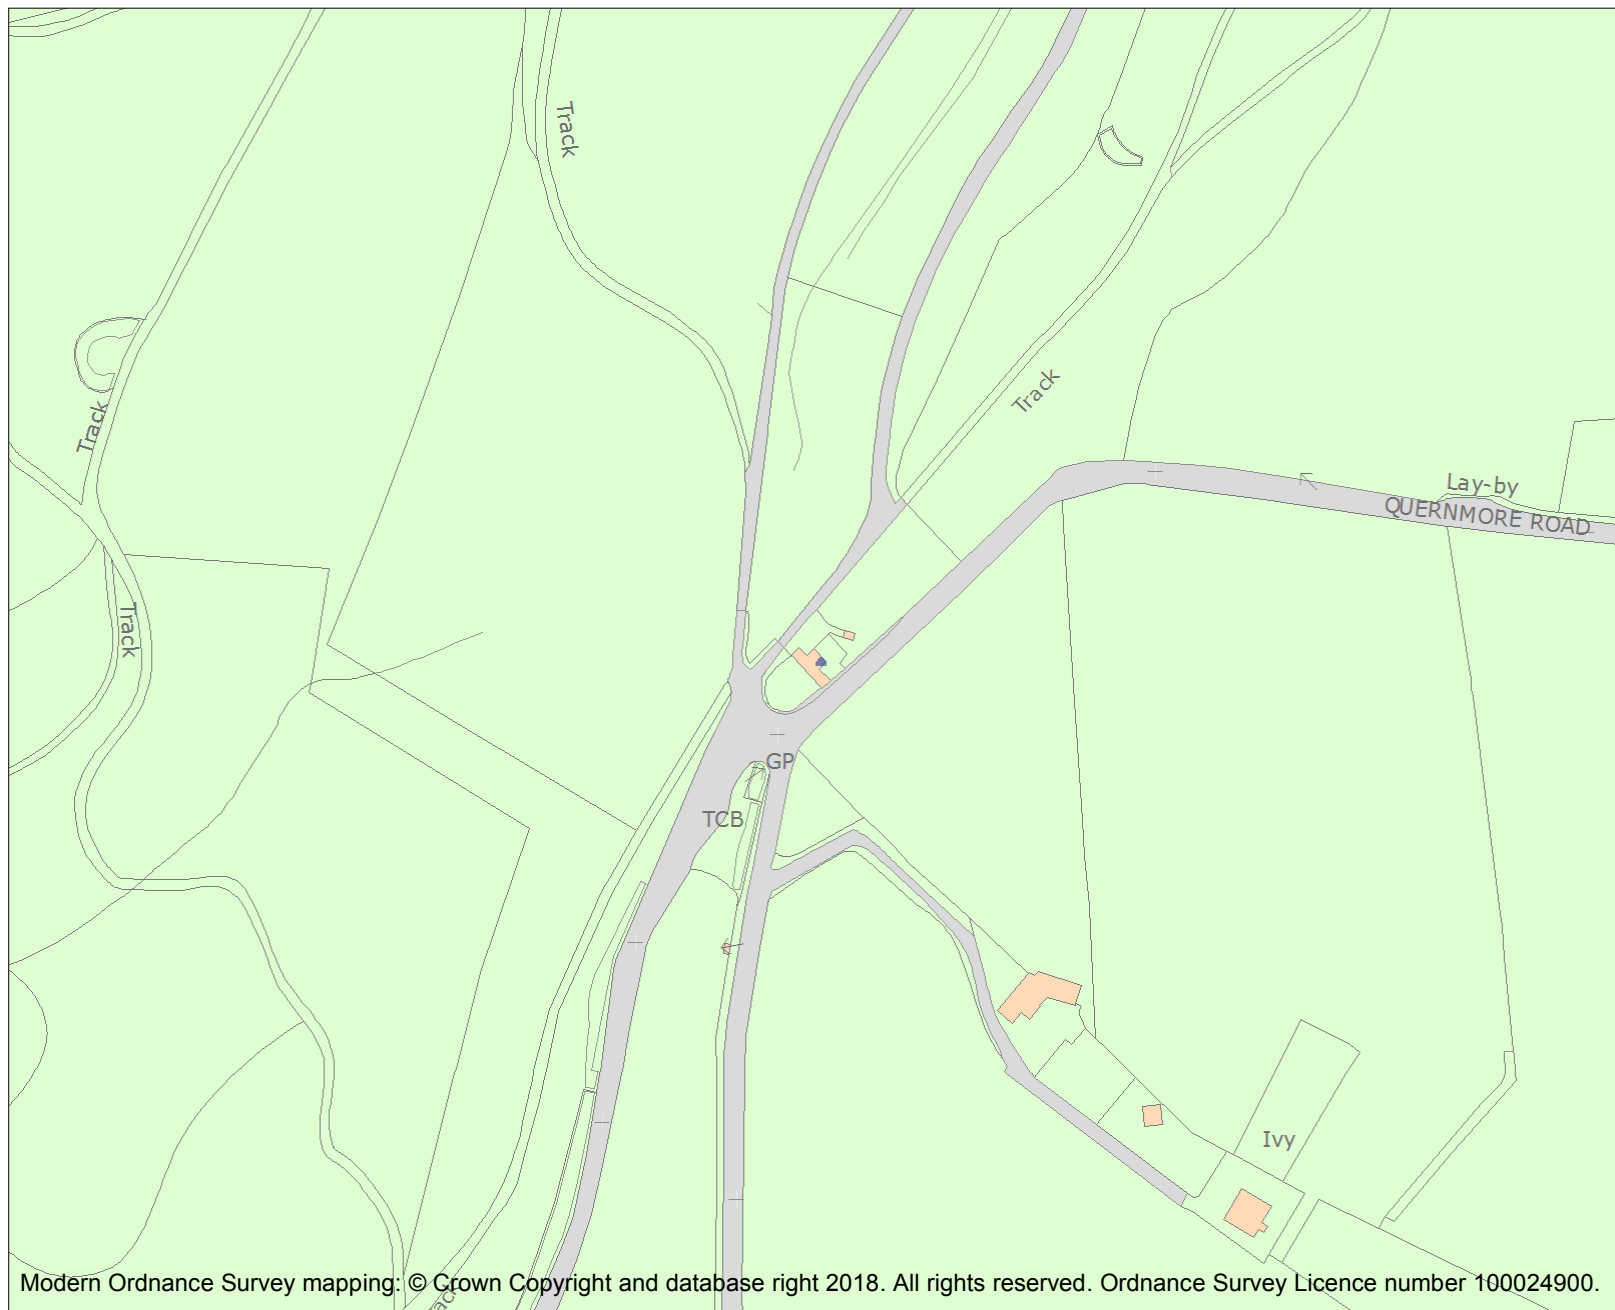 Track
Track
Track
Lay-by
QUERNMORE ROAD
Track
Track
GP
TCB
Ivy
Modern Ordnance Survey mapping: © Crown Copyright and database right 2018. All rights reserved. Ordnance Survey Licence number 100024900.